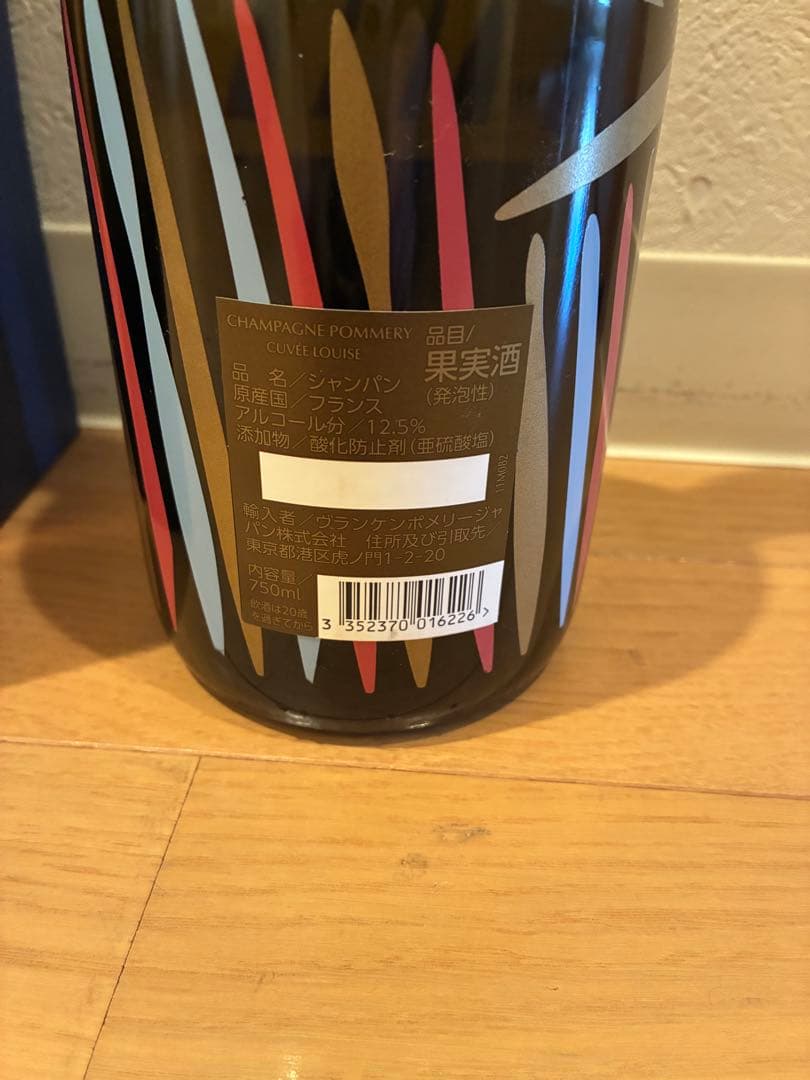 CHAMPAGNE POMMERY
CUVÉE LOUISE
品目/
果実酒
(発泡性)
品 名/シャンパン
原産国/フランス
アルコール分/12.5%
添加物/酸化防止剤(亜硫酸塩)
11M0B2
輸入者/ヴランケンポメリージャ
パン株式会社 住所及び引取先/
東京都港区虎ノ門1-2-20
内容量/
750ml
飲酒は20歳
を過ぎてから
3 352370 016226 >